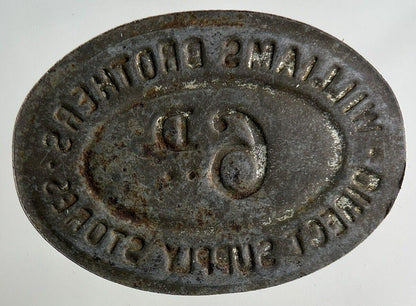 WILLIAMS BROTHERS
6D.
· DIRECT SUPPLY STORES ·